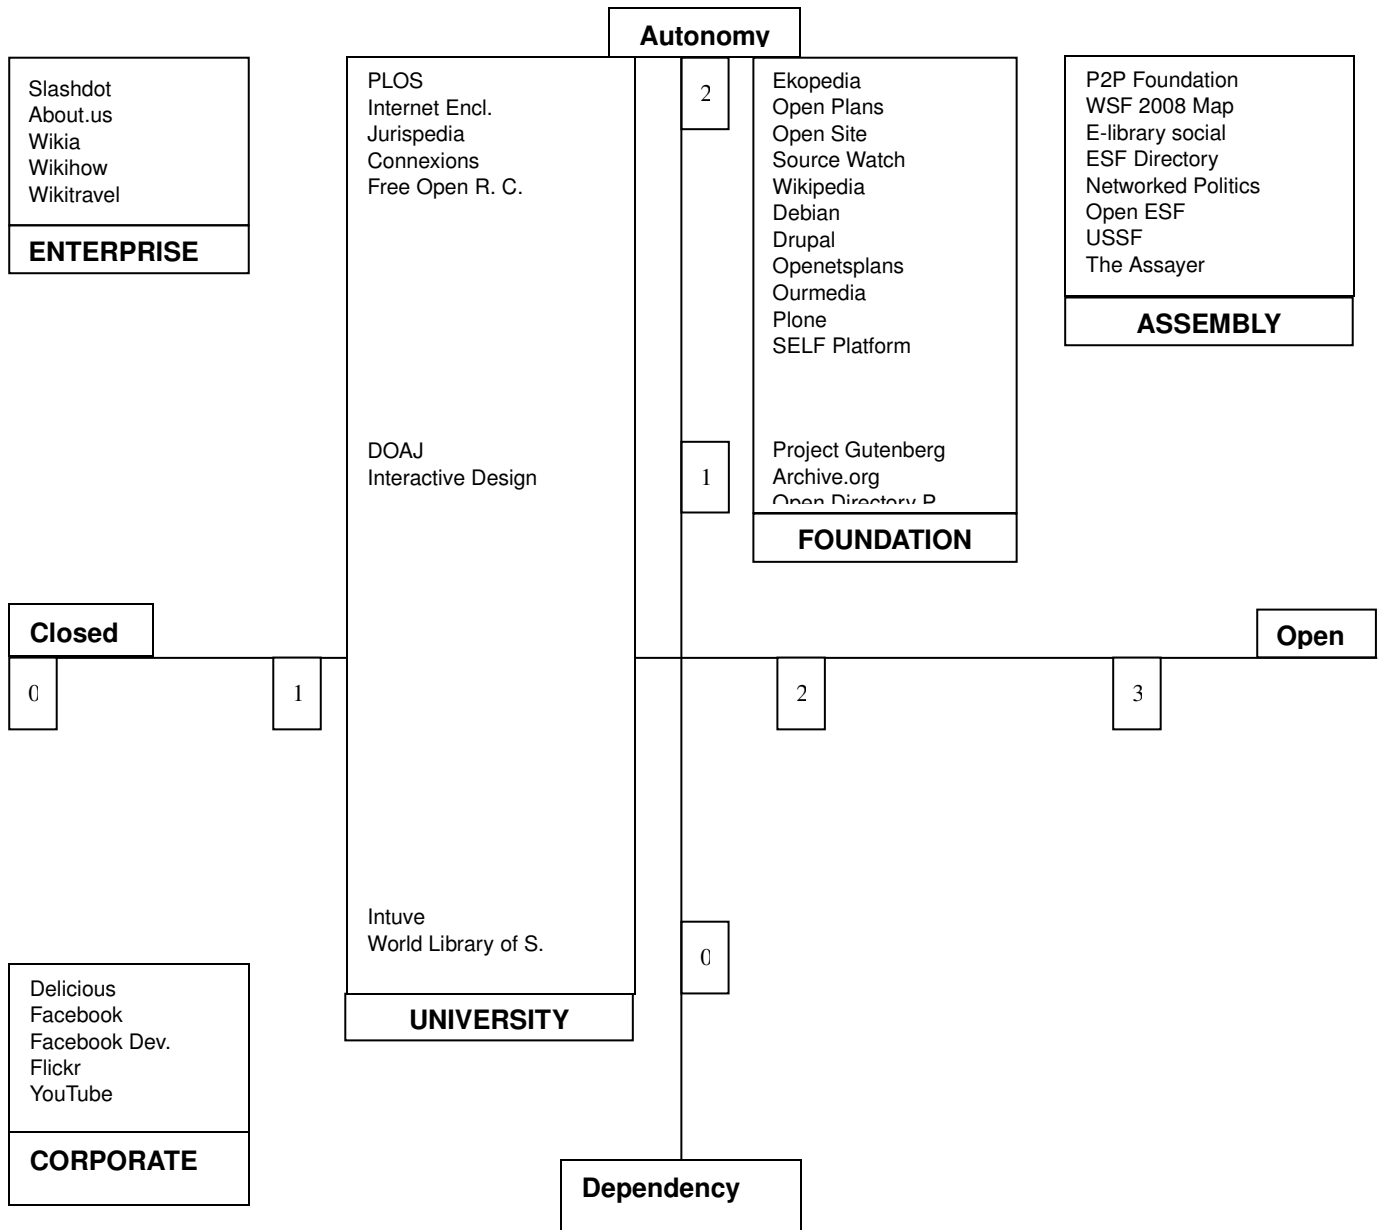 Autonomy
Slashdot
About.us
Wikia
Wikihow
Wikitravel
ENTERPRISE
PLOS
Internet Encl.
Jurispedia
Connexions
Free Open R. C.
DOAJ
Interactive Design
Intuve
World Library of S.
UNIVERSITY
2
1
0
Ekopedia
Open Plans
Open Site
Source Watch
Wikipedia
Debian
Drupal
Openetsplans
Ourmedia
Plone
SELF Platform
Project Gutenberg
Archive.org
Open Directory P.
FOUNDATION
P2P Foundation
WSF 2008 Map
E-library social
ESF Directory
Networked Politics
Open ESF
USSF
The Assayer
ASSEMBLY
Closed
Open
0
1
2
3
Delicious
Facebook
Facebook Dev.
Flickr
YouTube
CORPORATE
Dependency